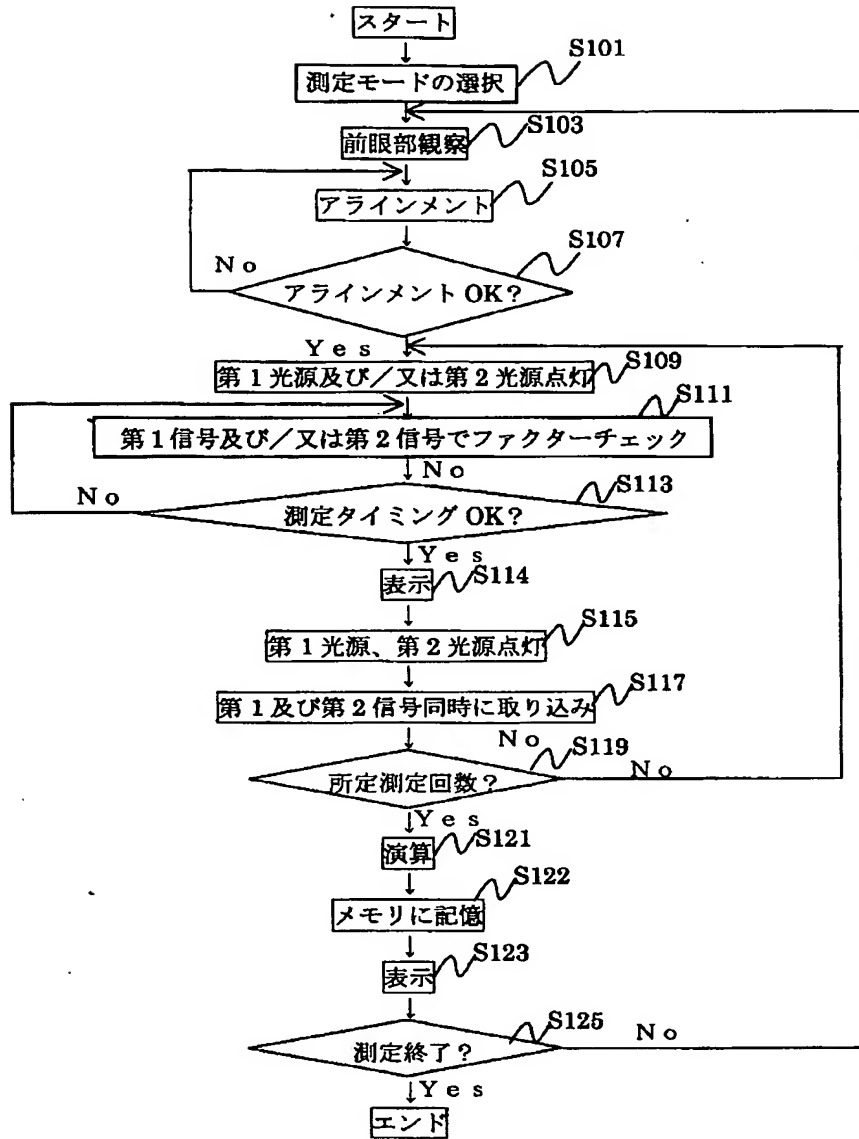 スタート
S101
測定モードの選択
S103
前眼部観察
S105
アラインメント
S107
No
アラインメント OK?
Yes
S109
第1光源及び/又は第2光源点灯
S111
第1信号及び/又は第2信号でファクターチェック
No
No
S113
測定タイミング OK?
Yes
S114
表示
S115
第1光源、第2光源点灯
S117
第1及び第2信号同時に取り込み
No
S119
所定測定回数?
No
Yes
S121
演算
S122
メモリに記憶
S123
表示
S125
No
測定終了?
Yes
エンド